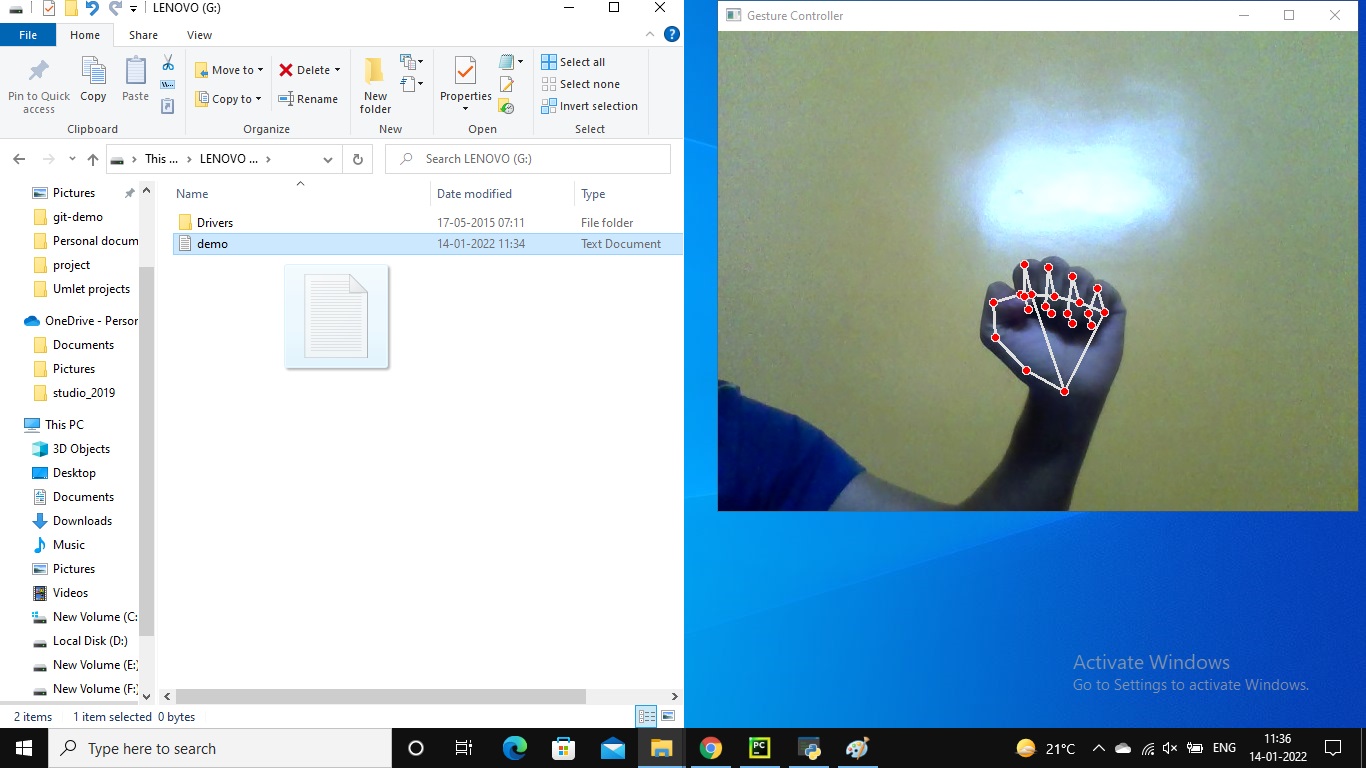 LENOVO (G:)
File Home Share View
Pin to Quick access
Copy
Paste
Move to
Copy to
Delete
Rename
New folder
Properties
Select all
Select none
Invert selection
Clipboard Organize New Open Select
This ... LENOVO ... Search LENOVO (G:)
Name Date modified Type
Drivers 17-05-2015 07:11 File folder
demo 14-01-2022 11:34 Text Document
Pictures
git-demo
Personal docum
project
Umlet projects
OneDrive - Person
Documents
Pictures
studio_2019
This PC
3D Objects
Desktop
Documents
Downloads
Music
Pictures
Videos
New Volume (C:
Local Disk (D:)
New Volume (E:)
New Volume (F:)
2 items 1 item selected 0 bytes
Gesture Controller
Activate Windows
Go to Settings to activate Windows.
Type here to search
PC
21°C
ENG
11:36
14-01-2022